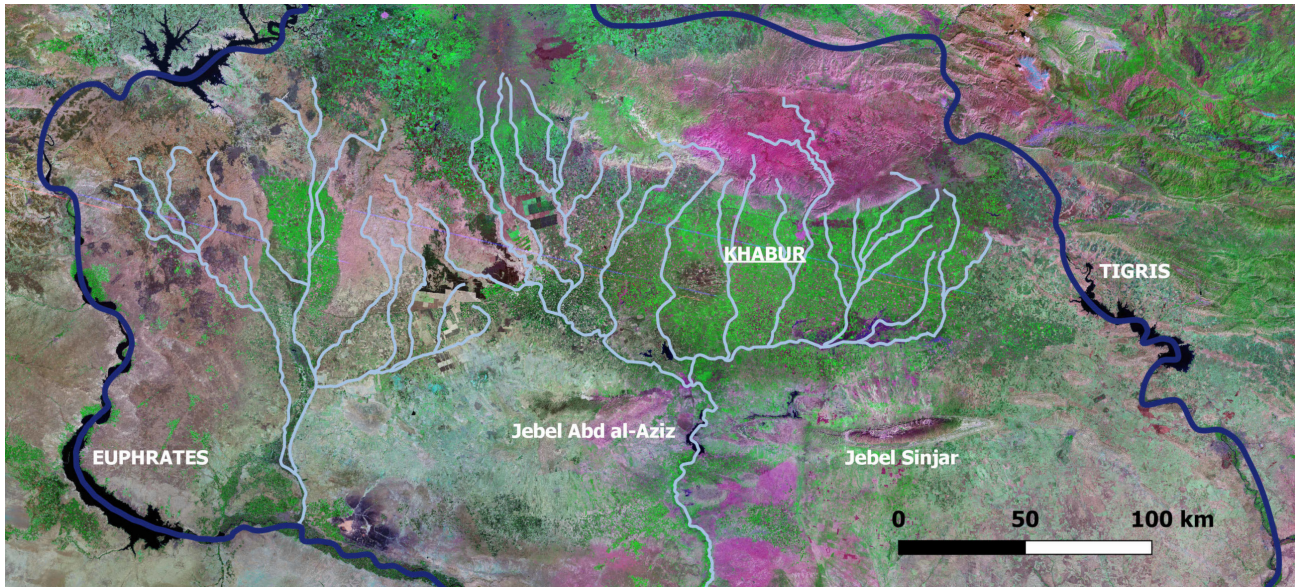 KHABUR
TIGRIS
Jebel Abd al-Aziz
EUPHRATES
Jebel Sinjar
0 50 100 km